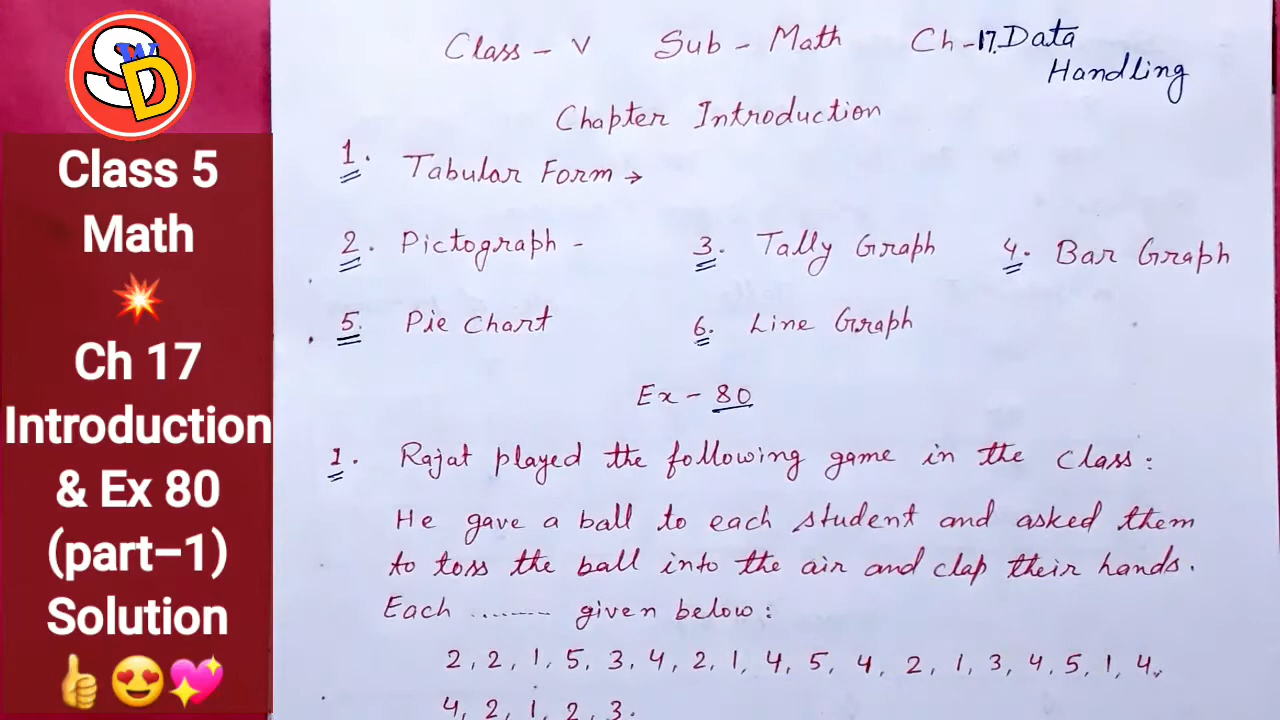 SWD
Class 5
Math
Ch 17
Introduction
& Ex 80
(part–1)
Solution
Class - V Sub - Math Ch - 17. Data
Handling
Chapter Introduction
1. Tabular Form →
2. Pictograph - 3. Tally Graph 4. Bar Graph
5. Pie Chart 6. Line Graph
Ex - 80
1. Rajat played the following game in the class:
He gave a ball to each student and asked them
to toss the ball into the air and clap their hands.
Each ........ given below:
2, 2, 1, 5, 3, 4, 2, 1, 4, 5, 4, 2, 1, 3, 4, 5, 1, 4,
4, 2, 1, 2, 3.